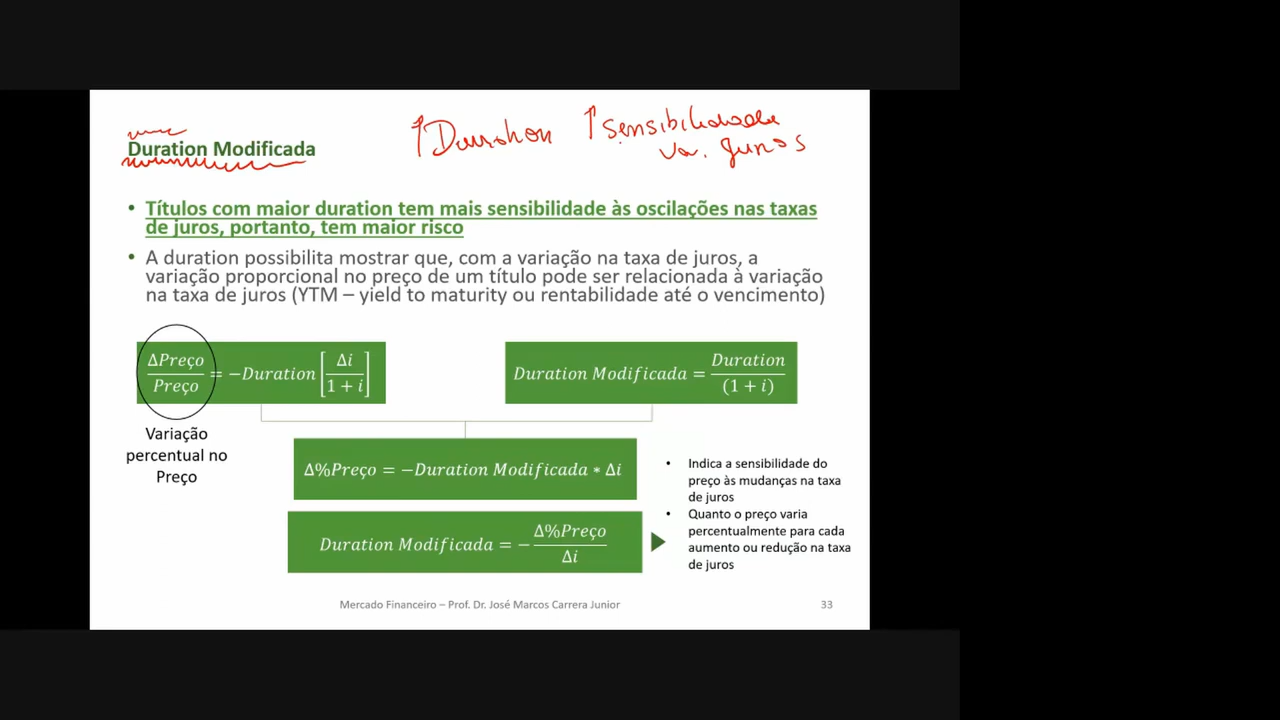 ↑Duration ↑sensibilidade
va. juros
Duration Modificada
• Títulos com maior duration tem mais sensibilidade às oscilações nas taxas
de juros, portanto, tem maior risco
• A duration possibilita mostrar que, com a variação na taxa de juros, a
variação proporcional no preço de um título pode ser relacionada à variação
na taxa de juros (YTM – yield to maturity ou rentabilidade até o vencimento)
ΔPreço/Preço = −Duration [Δi/1 + i]
Duration Modificada = Duration/(1 + i)
Variação
percentual no
Preço
Δ%Preço = −Duration Modificada ∗ Δi
Duration Modificada = − Δ%Preço/Δi
• Indica a sensibilidade do
preço às mudanças na taxa
de juros
• Quanto o preço varia
percentualmente para cada
aumento ou redução na taxa
de juros
Mercado Financeiro – Prof. Dr. José Marcos Carrera Junior
33